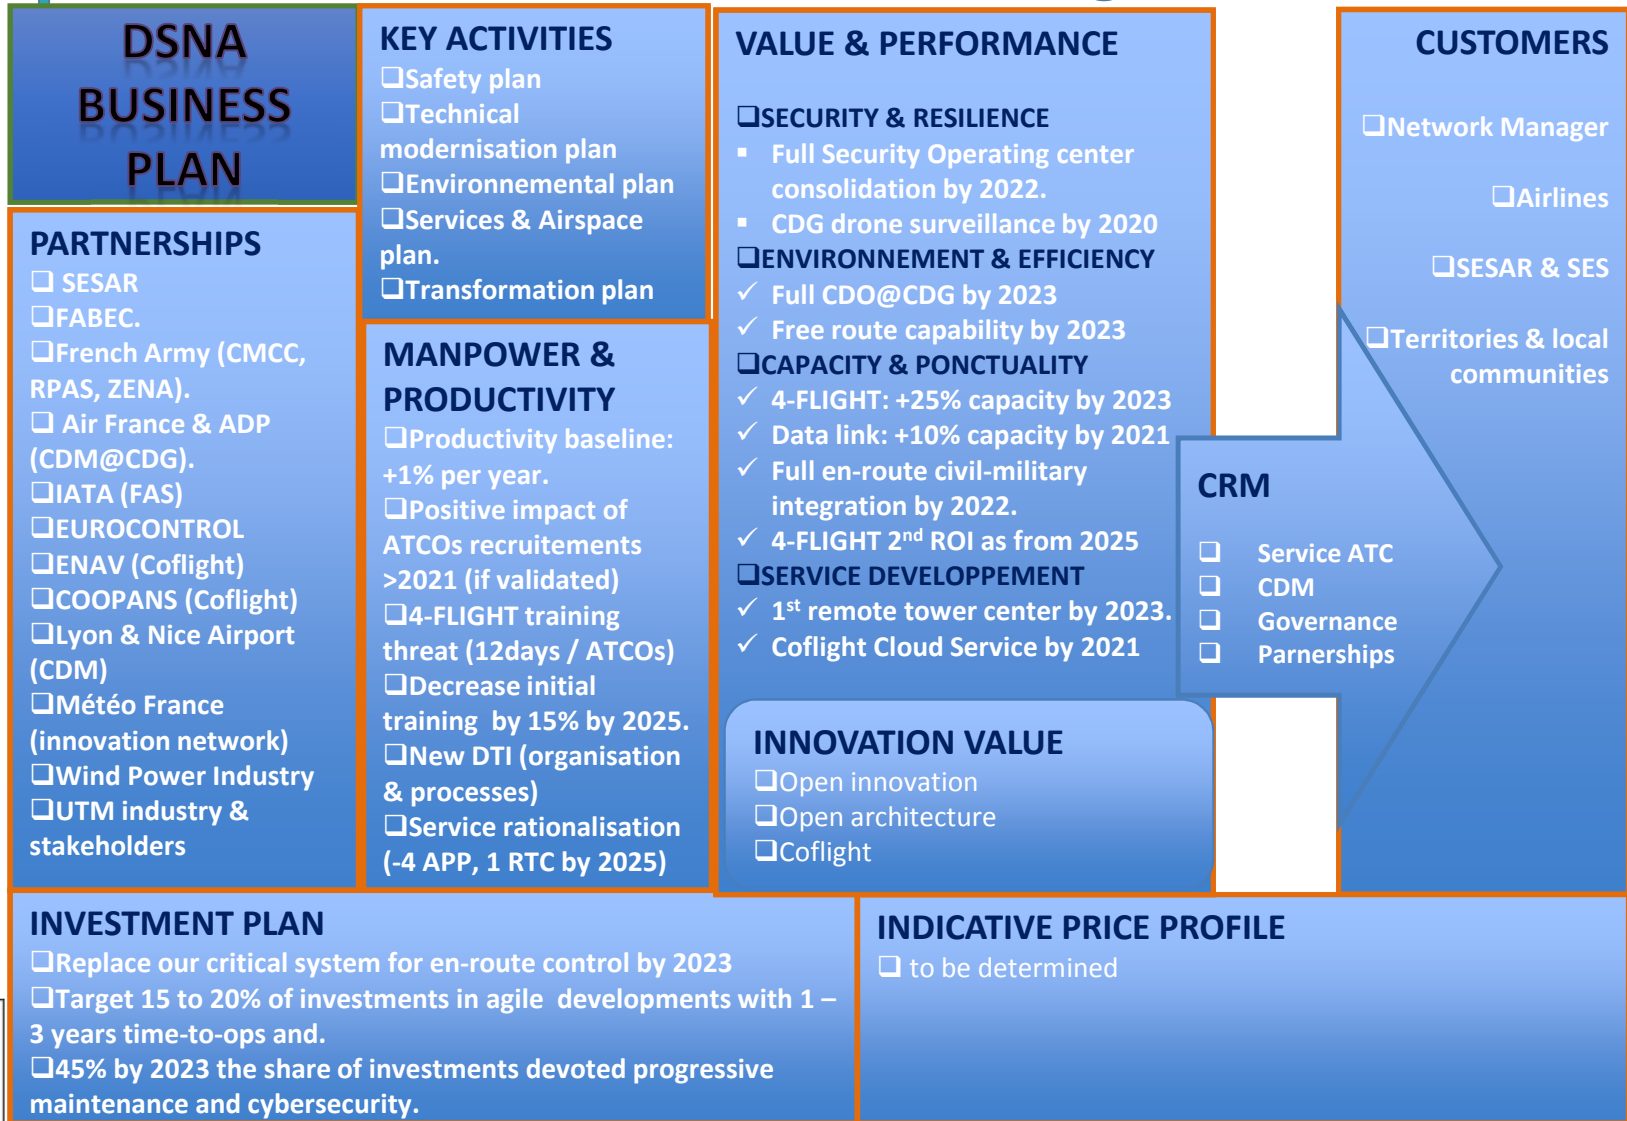 DSNA
BUSINESS
PLAN
PARTNERSHIPS
❑ SESAR
❑FABEC.
❑French Army (CMCC,
RPAS, ZENA).
❑ Air France & ADP
(CDM@CDG).
❑IATA (FAS)
❑EUROCONTROL
❑ENAV (Coflight)
❑COOPANS (Coflight)
❑Lyon & Nice Airport
(CDM)
❑Météo France
(innovation network)
❑Wind Power Industry
❑UTM industry &
stakeholders
KEY ACTIVITIES
❑Safety plan
❑Technical
modernisation plan
❑Environnemental plan
❑Services & Airspace
plan.
❑Transformation plan
MANPOWER &
PRODUCTIVITY
❑Productivity baseline:
+1% per year.
❑Positive impact of
ATCOs recruitements
>2021 (if validated)
❑4-FLIGHT training
threat (12days / ATCOs)
❑Decrease initial
training by 15% by 2025.
❑New DTI (organisation
& processes)
❑Service rationalisation
(-4 APP, 1 RTC by 2025)
VALUE & PERFORMANCE
❑SECURITY & RESILIENCE
▪ Full Security Operating center
consolidation by 2022.
▪ CDG drone surveillance by 2020
❑ENVIRONNEMENT & EFFICIENCY
✓ Full CDO@CDG by 2023
✓ Free route capability by 2023
❑CAPACITY & PONCTUALITY
✓ 4-FLIGHT: +25% capacity by 2023
✓ Data link: +10% capacity by 2021
✓ Full en-route civil-military
integration by 2022.
✓ 4-FLIGHT 2nd ROI as from 2025
❑SERVICE DEVELOPPEMENT
✓ 1st remote tower center by 2023.
✓ Coflight Cloud Service by 2021
INNOVATION VALUE
❑Open innovation
❑Open architecture
❑Coflight
CRM
❑ Service ATC
❑ CDM
❑ Governance
❑ Parnerships
CUSTOMERS
❑Network Manager
❑Airlines
❑SESAR & SES
❑Territories & local
communities
INVESTMENT PLAN
❑Replace our critical system for en-route control by 2023
❑Target 15 to 20% of investments in agile developments with 1 –
3 years time-to-ops and.
❑45% by 2023 the share of investments devoted progressive
maintenance and cybersecurity.
INDICATIVE PRICE PROFILE
❑ to be determined